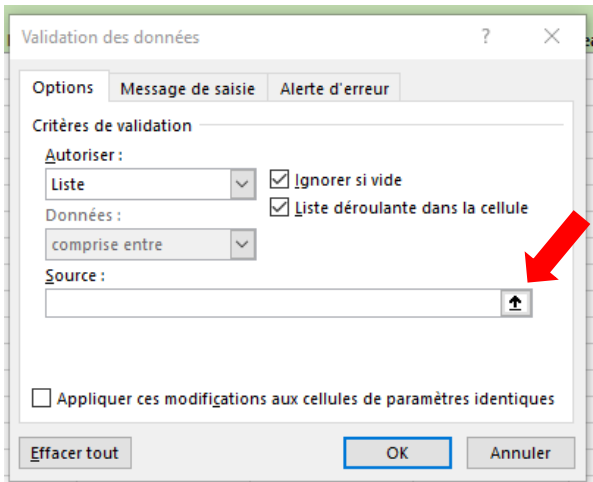 Validation des données ?
Options Message de saisie Alerte d'erreur
Critères de validation
Autoriser :
Liste
Ignorer si vide
Données :
Liste déroulante dans la cellule
comprise entre
Source :
Appliquer ces modifications aux cellules de paramètres identiques
Effacer tout OK Annuler